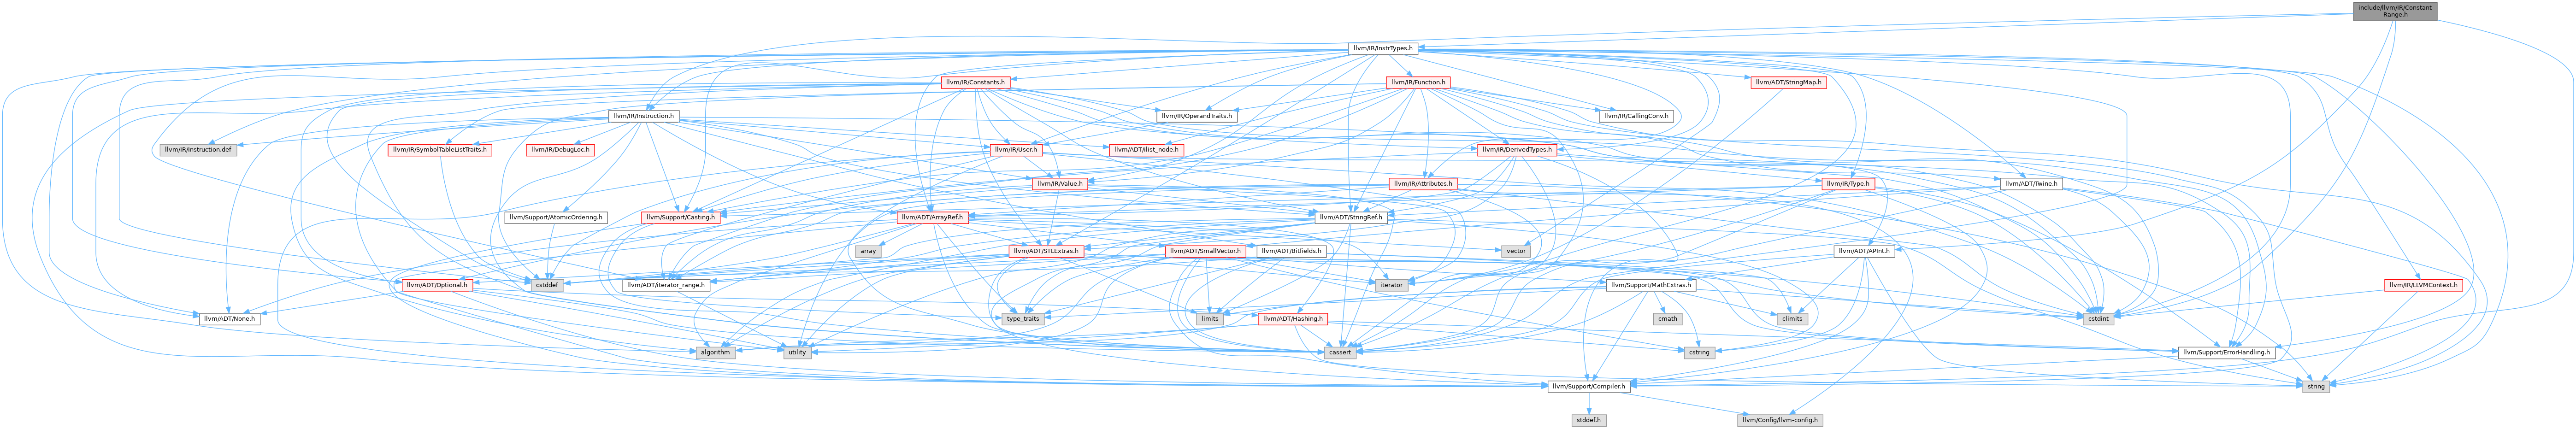 include/llvm/IR/Constant
Range.h
llvm/IR/InstrTypes.h
llvm/IR/Constants.h
llvm/IR/Function.h
llvm/ADT/StringMap.h
llvm/IR/Instruction.h
llvm/IR/OperandTraits.h
llvm/IR/CallingConv.h
llvm/IR/Instruction.def
llvm/IR/SymbolTableListTraits.h
llvm/IR/DebugLoc.h
llvm/IR/User.h
llvm/ADT/ilist_node.h
llvm/IR/DerivedTypes.h
llvm/IR/Value.h
llvm/IR/Attributes.h
llvm/IR/Type.h
llvm/ADT/Twine.h
llvm/Support/AtomicOrdering.h
llvm/Support/Casting.h
llvm/ADT/ArrayRef.h
llvm/ADT/StringRef.h
array
llvm/ADT/STLExtras.h
llvm/ADT/SmallVector.h
llvm/ADT/Bitfields.h
vector
llvm/ADT/APInt.h
llvm/ADT/Optional.h
cstddef
llvm/ADT/iterator_range.h
iterator
llvm/Support/MathExtras.h
llvm/IR/LLVMContext.h
llvm/ADT/None.h
type_traits
limits
llvm/ADT/Hashing.h
cmath
climits
cstdint
algorithm
utility
cassert
cstring
llvm/Support/ErrorHandling.h
llvm/Support/Compiler.h
string
stddef.h
llvm/Config/llvm-config.h